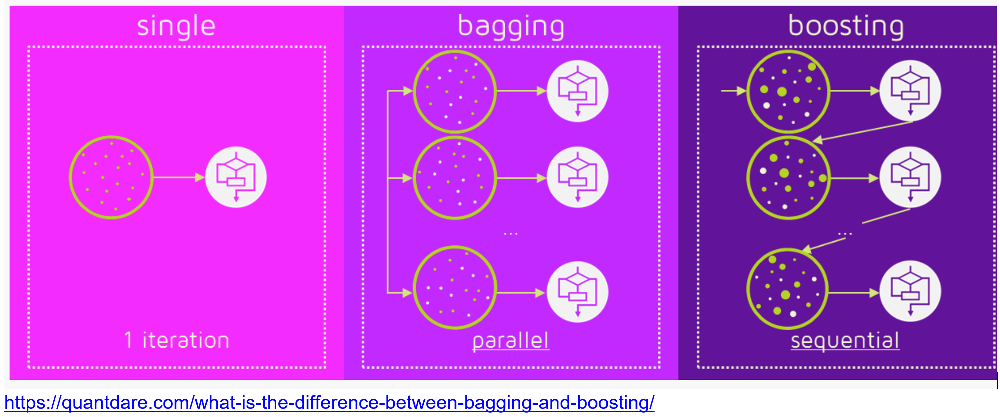 single
bagging
boosting
...
...
1 iteration
parallel
sequential
https://quantdare.com/what-is-the-difference-between-bagging-and-boosting/